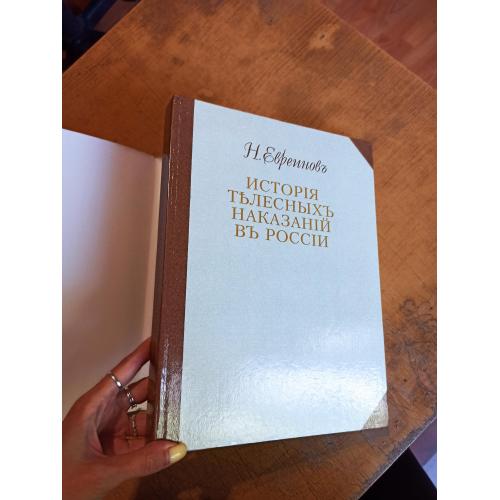 Н. Евреиновъ
ИСТОРІЯ
ТѢЛЕСНЫХЪ
НАКАЗАНІЙ
ВЪ РОССІИ